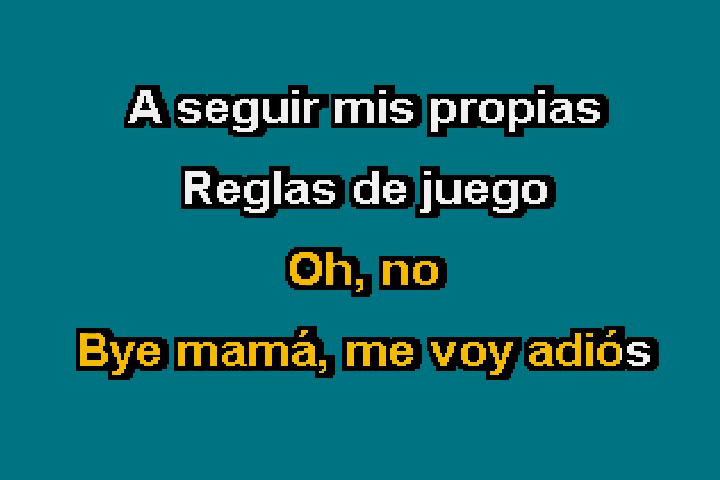 A seguir mis propias
Reglas de juego
Oh, no
Bye mamá, me voy adiós